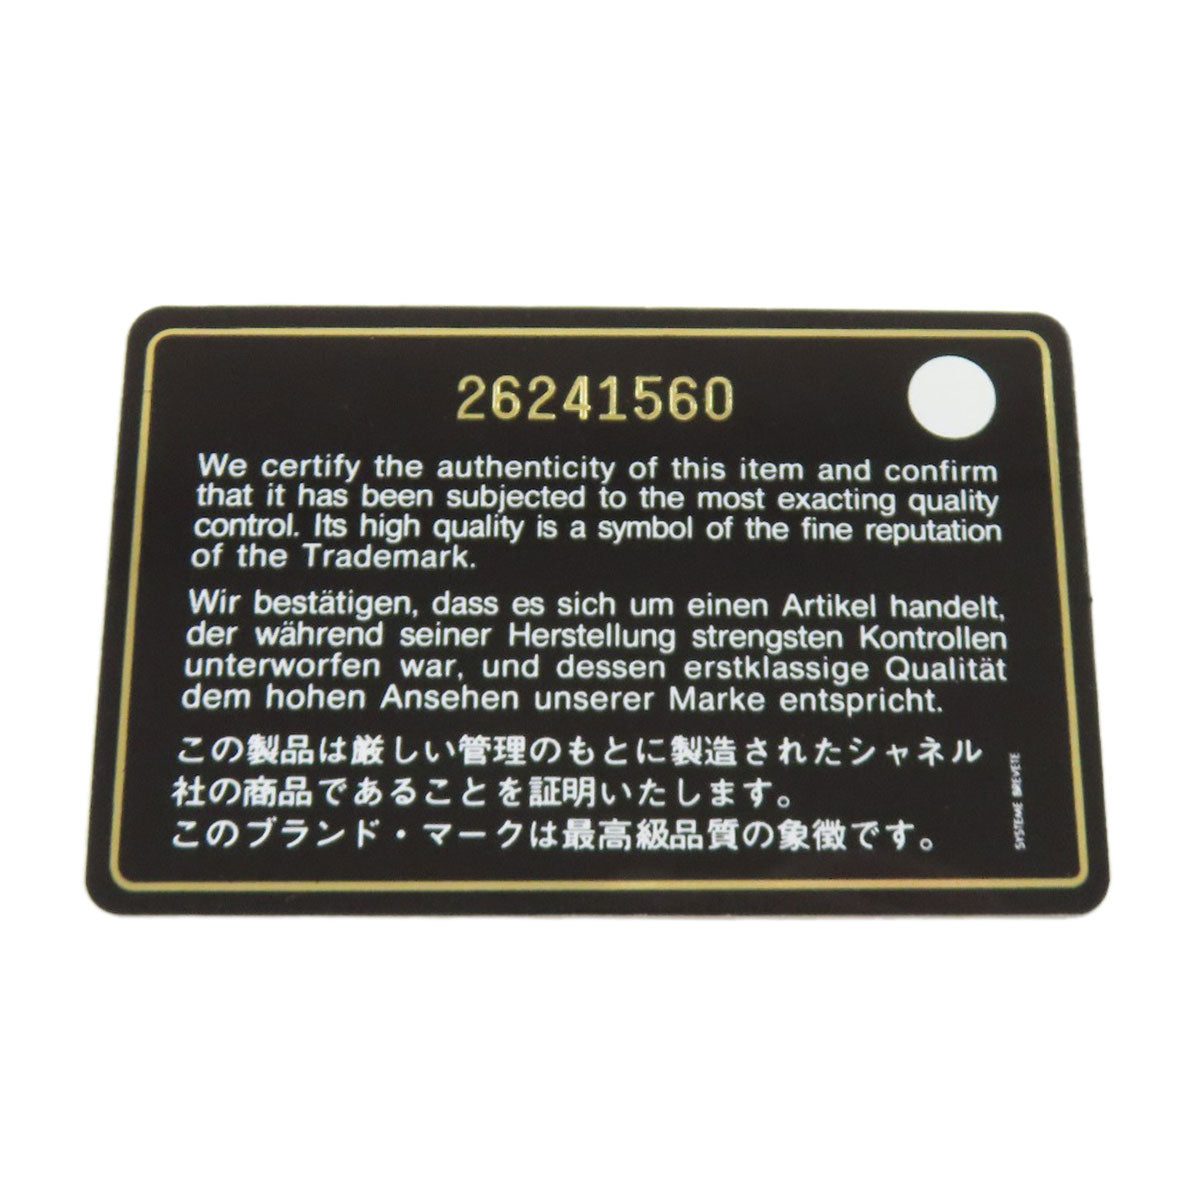 26241560
We certify the authenticity of this item and confirm
that it has been subjected to the most exacting quality
control. Its high quality is a symbol of the fine reputation
of the Trademark.
Wir bestätigen, dass es sich um einen Artikel handelt,
der während seiner Herstellung strengsten Kontrollen
unterworfen war, und dessen erstklassige Qualität
dem hohen Ansehen unserer Marke entspricht.
この製品は厳しい管理のもとに製造されたシャネル
社の商品であることを証明いたします。
このブランド・マークは最高級品質の象徴です。
SYSTEME BREVETE